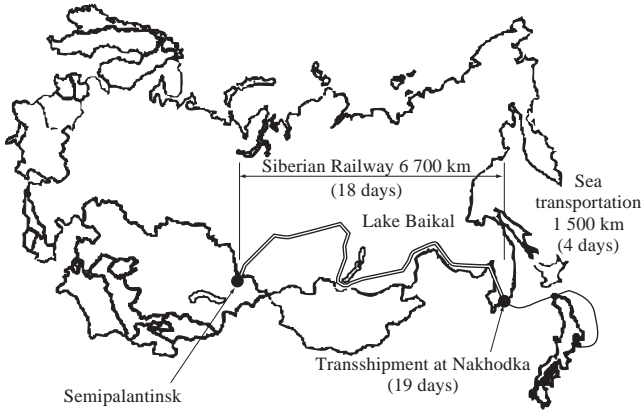 Siberian Railway 6 700 km
(18 days)
Sea
transportation
1 500 km
(4 days)
Lake Baikal
Transshipment at Nakhodka
(19 days)
Semipalantinsk